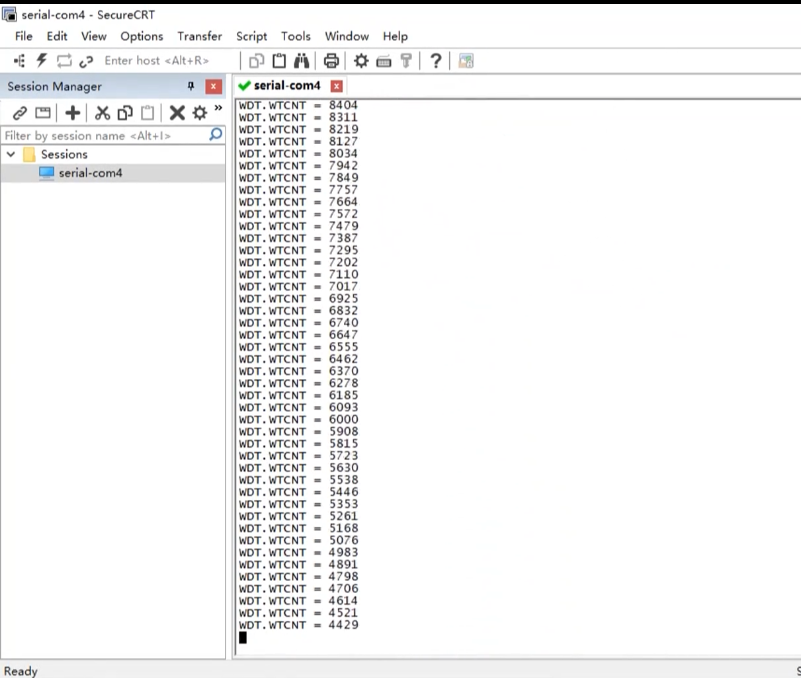 serial-com4 - SecureCRT
File Edit View Options Transfer Script Tools Window Help
Enter host <Alt+R>
Session Manager
serial-com4
Filter by session name <Alt+I>
Sessions
serial-com4
WDT.WTCNT = 8404
WDT.WTCNT = 8311
WDT.WTCNT = 8219
WDT.WTCNT = 8127
WDT.WTCNT = 8034
WDT.WTCNT = 7942
WDT.WTCNT = 7849
WDT.WTCNT = 7757
WDT.WTCNT = 7664
WDT.WTCNT = 7572
WDT.WTCNT = 7479
WDT.WTCNT = 7387
WDT.WTCNT = 7295
WDT.WTCNT = 7202
WDT.WTCNT = 7110
WDT.WTCNT = 7017
WDT.WTCNT = 6925
WDT.WTCNT = 6832
WDT.WTCNT = 6740
WDT.WTCNT = 6647
WDT.WTCNT = 6555
WDT.WTCNT = 6462
WDT.WTCNT = 6370
WDT.WTCNT = 6278
WDT.WTCNT = 6185
WDT.WTCNT = 6093
WDT.WTCNT = 6000
WDT.WTCNT = 5908
WDT.WTCNT = 5815
WDT.WTCNT = 5723
WDT.WTCNT = 5630
WDT.WTCNT = 5538
WDT.WTCNT = 5446
WDT.WTCNT = 5353
WDT.WTCNT = 5261
WDT.WTCNT = 5168
WDT.WTCNT = 5076
WDT.WTCNT = 4983
WDT.WTCNT = 4891
WDT.WTCNT = 4798
WDT.WTCNT = 4706
WDT.WTCNT = 4614
WDT.WTCNT = 4521
WDT.WTCNT = 4429
Ready